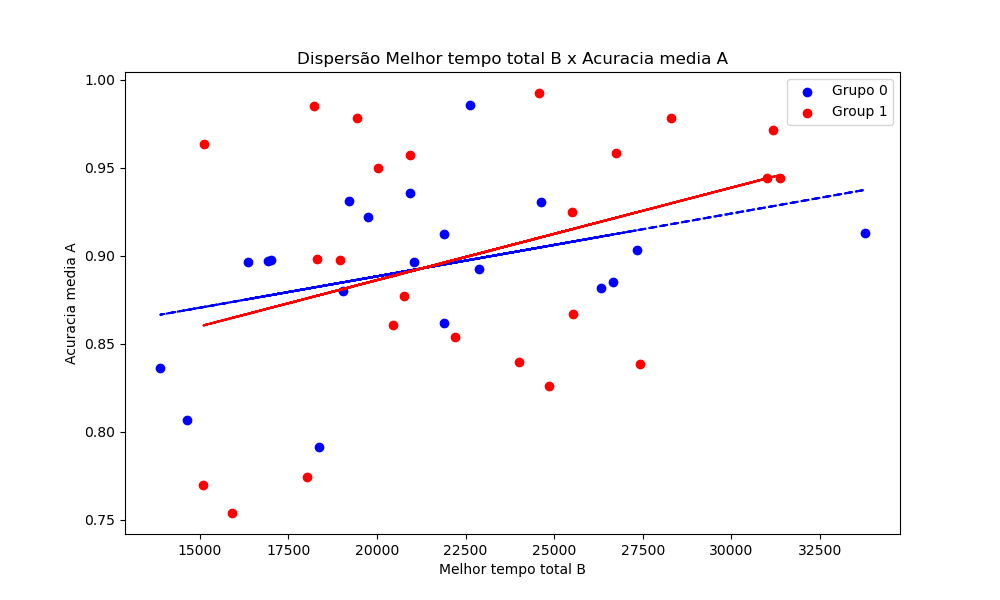 Dispersão Melhor tempo total B x Acuracia media A
Grupo 0
Group 1
1.00
0.95
0.90
0.85
0.80
0.75
Acuracia media A
15000 17500 20000 22500 25000 27500 30000 32500
Melhor tempo total B